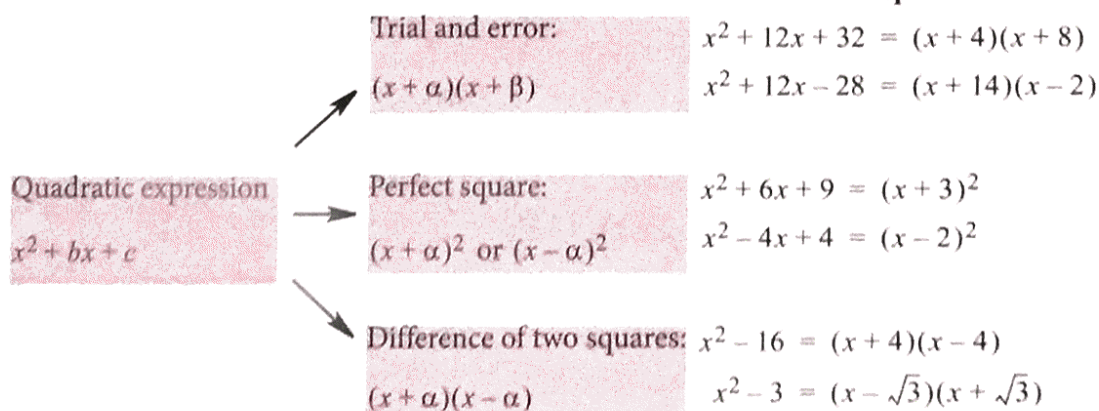 Trial and error:
x² + 12x + 32 = (x + 4)(x + 8)
(x + α)(x + β)
x² + 12x – 28 = (x + 14)(x – 2)
Quadratic expression
x² + bx + c
Perfect square:
x² + 6x + 9 = (x + 3)²
(x + α)² or (x – α)²
x² – 4x + 4 = (x – 2)²
Difference of two squares:
x² – 16 = (x + 4)(x – 4)
(x + α)(x – α)
x² – 3 = (x – √3)(x + √3)